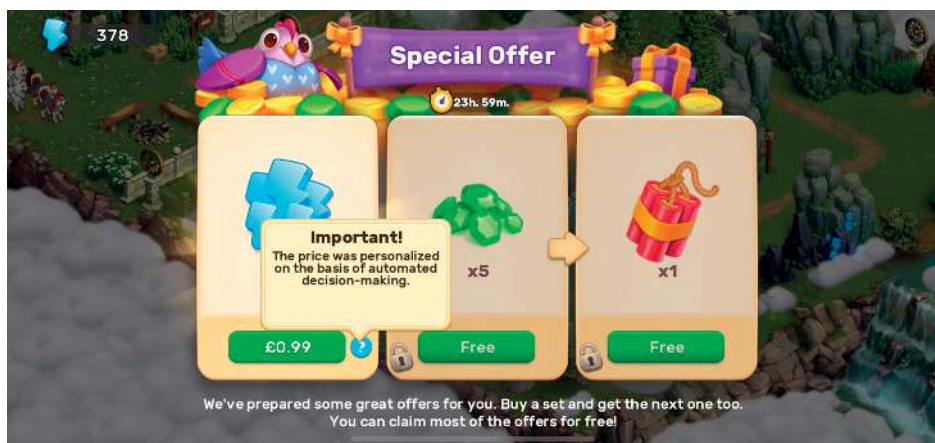 378
Special Offer
23h. 59m.
Important!
The price was personalized
on the basis of automated
decision-making.
£0.99
?
x5
Free
x1
Free
We've prepared some great offers for you. Buy a set and get the next one too.
You can claim most of the offers for free!